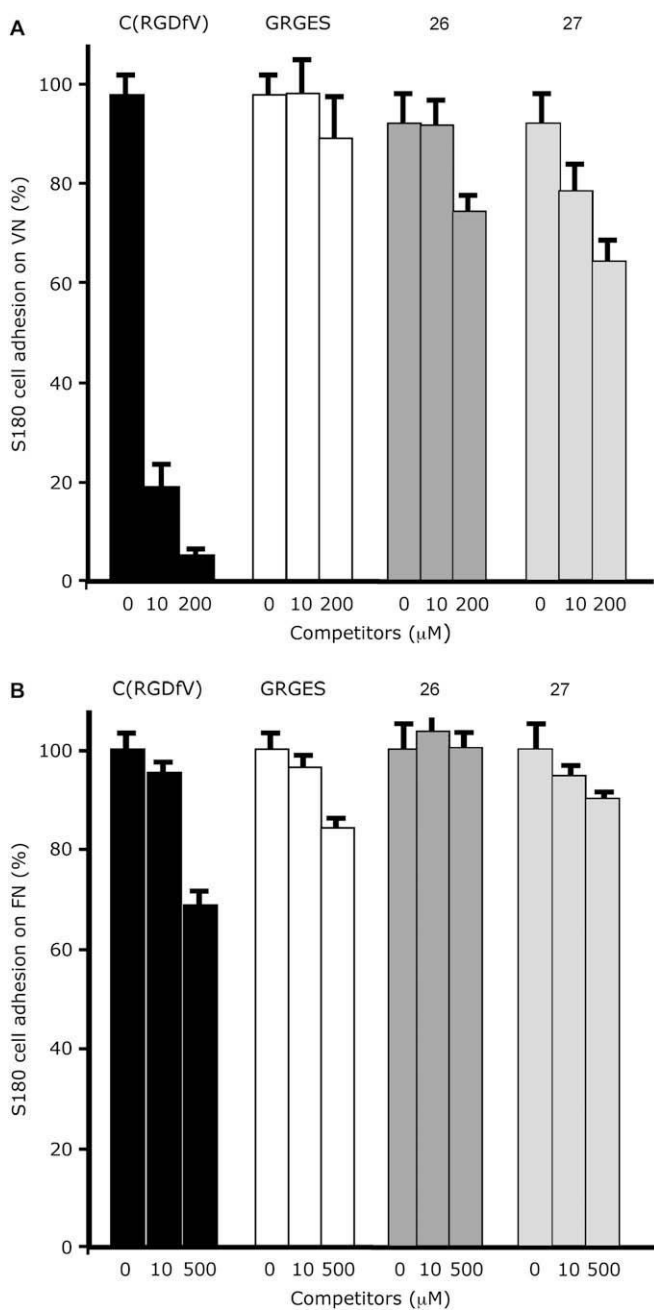 A
C(RGDfV) GRGES 26 27
S180 cell adhesion on VN (%)
100
80
60
40
20
0
0 10 200 0 10 200 0 10 200 0 10 200
Competitors (μM)
B
C(RGDfV) GRGES 26 27
S180 cell adhesion on FN (%)
100
80
60
40
20
0
0 10 500 0 10 500 0 10 500 0 10 500
Competitors (μM)